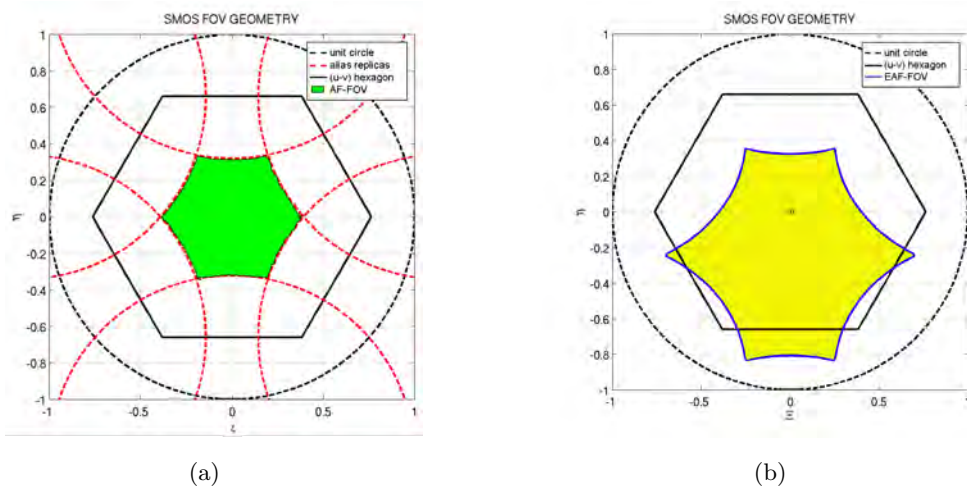 SMOS FOV GEOMETRY
unit circle
alias replicas
(u-v) hexagon
AF-FOV
1
0.8
0.6
0.4
0.2
0
-0.2
-0.4
-0.6
-0.8
-1
-1 -0.5 0 0.5 1
η
ζ
(a)
SMOS FOV GEOMETRY
unit circle
(u-v) hexagon
EAF-FOV
1
0.8
0.6
0.4
0.2
0
-0.2
-0.4
-0.6
-0.8
-1
-1 -0.5 0 0.5 1
η
Ξ
(b)